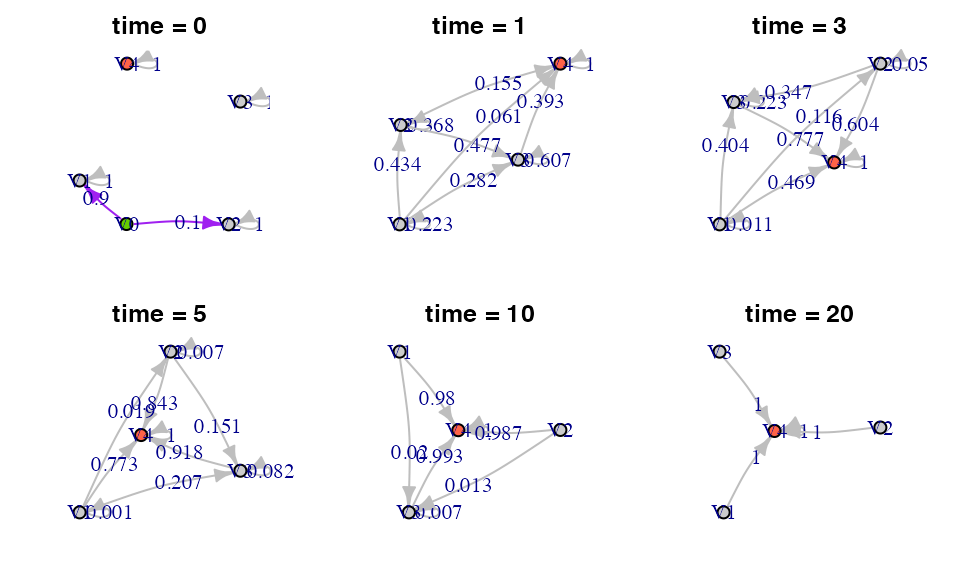 time = 0
V4 1
V3 1
V1 1
0.9
V0 0.1 V2 1
time = 1
V4 1
0.155
0.393
0.061
V2 0.368
0.477
0.434
V3 0.607
0.282
V1 0.223
time = 3
V2 0.05
0.347
V3 0.223
0.116
0.604
0.777
0.404
V4 1
0.469
V1 0.011
time = 5
V2 0.007
0.843
0.019
0.151
V4 1
0.918
0.773
V3 0.082
0.207
V1 0.001
time = 10
V1
0.98
V4 1 0.987 V2
0.02
0.993
0.013
V3 0.007
time = 20
V3
1
V4 1 1 V2
1
V1